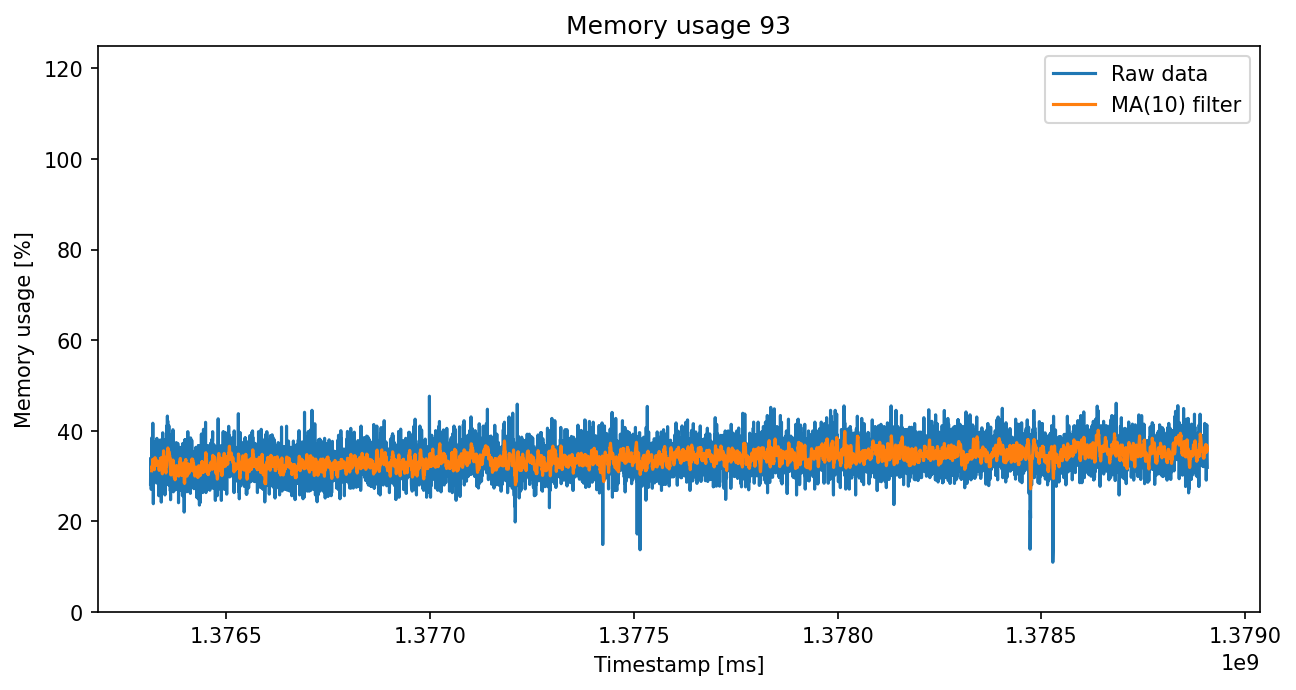 Memory usage 93
Raw data
MA(10) filter
Memory usage [%]
120
100
80
60
40
20
0
1.3765 1.3770 1.3775 1.3780 1.3785 1.3790
1e9
Timestamp [ms]